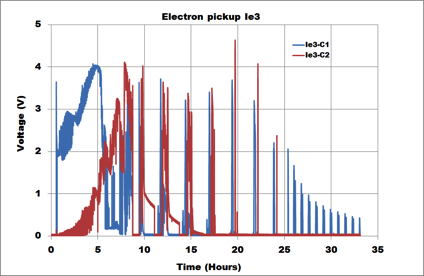 Electron pickup Ie3
Ie3-C1
Ie3-C2
Voltage (V)
5
4
3
2
1
0
0 5 10 15 20 25 30 35
Time (Hours)